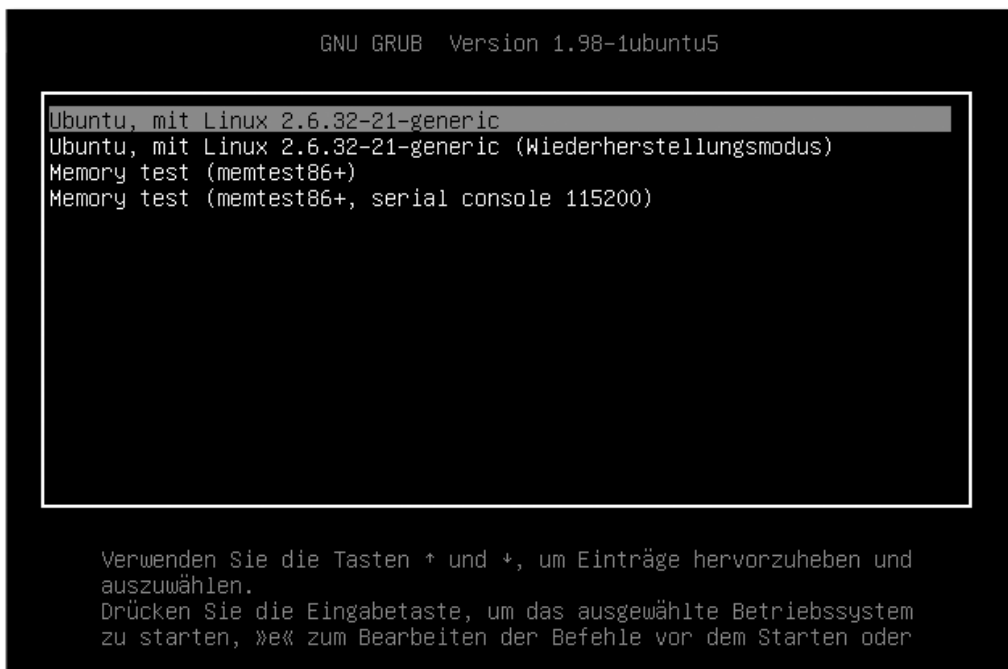 GNU GRUB  Version 1.98-1ubuntu5
Ubuntu, mit Linux 2.6.32-21-generic
Ubuntu, mit Linux 2.6.32-21-generic (Wiederherstellungsmodus)
Memory test (memtest86+)
Memory test (memtest86+, serial console 115200)
Verwenden Sie die Tasten ↑ und ↓, um Einträge hervorzuheben und
auszuwählen.
Drücken Sie die Eingabetaste, um das ausgewählte Betriebssystem
zu starten, »e« zum Bearbeiten der Befehle vor dem Starten oder